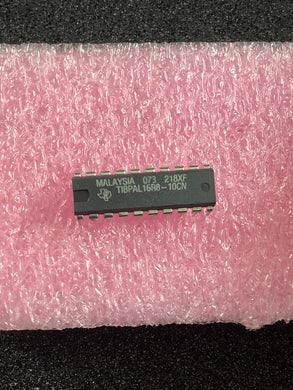 MALAYSIA 073 218XF
TIBPAL16R8-10CN